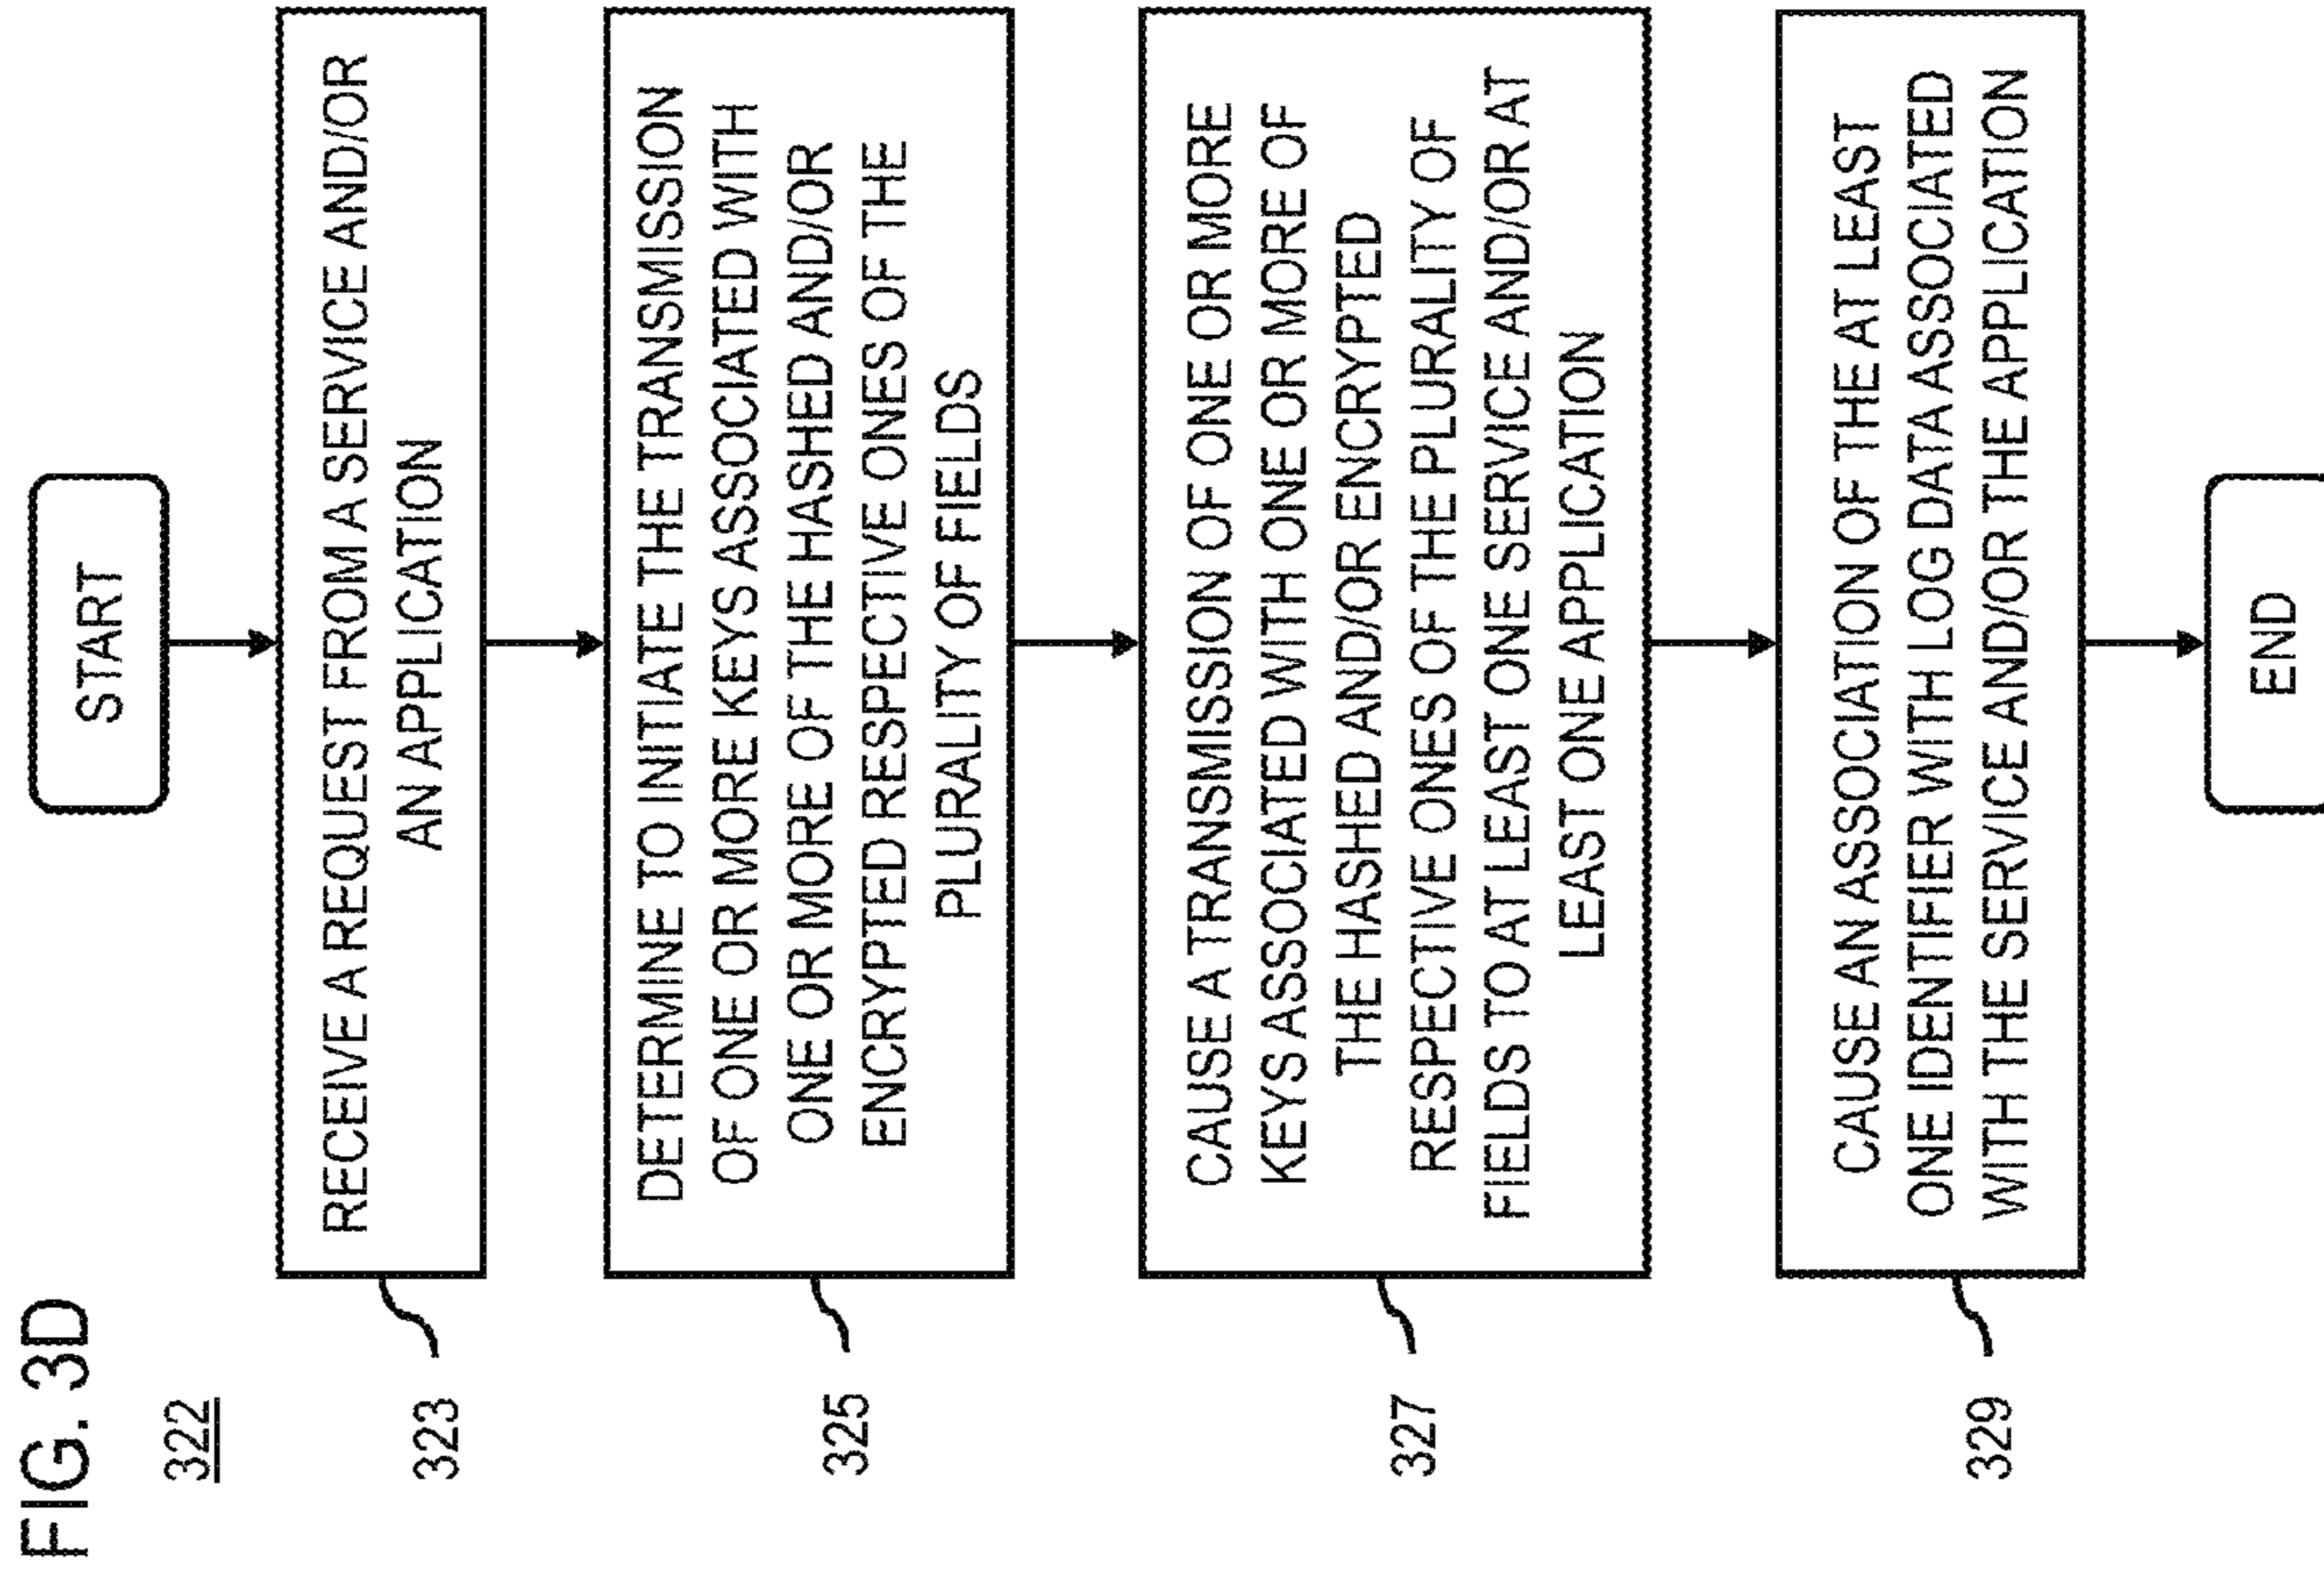 FIG. 3D
322
START
323
RECEIVE A REQUEST FROM A SERVICE AND/OR
AN APPLICATION
325
DETERMINE TO INITIATE THE TRANSMISSION
OF ONE OR MORE KEYS ASSOCIATED WITH
ONE OR MORE OF THE HASHED AND/OR
ENCRYPTED RESPECTIVE ONES OF THE
PLURALITY OF FIELDS
327
CAUSE A TRANSMISSION OF ONE OR MORE
KEYS ASSOCIATED WITH ONE OR MORE OF
THE HASHED AND/OR ENCRYPTED
RESPECTIVE ONES OF THE PLURALITY OF
FIELDS TO AT LEAST ONE SERVICE AND/OR AT
LEAST ONE APPLICATION
329
CAUSE AN ASSOCIATION OF THE AT LEAST
ONE IDENTIFIER WITH LOG DATA ASSOCIATED
WITH THE SERVICE AND/OR THE APPLICATION
END